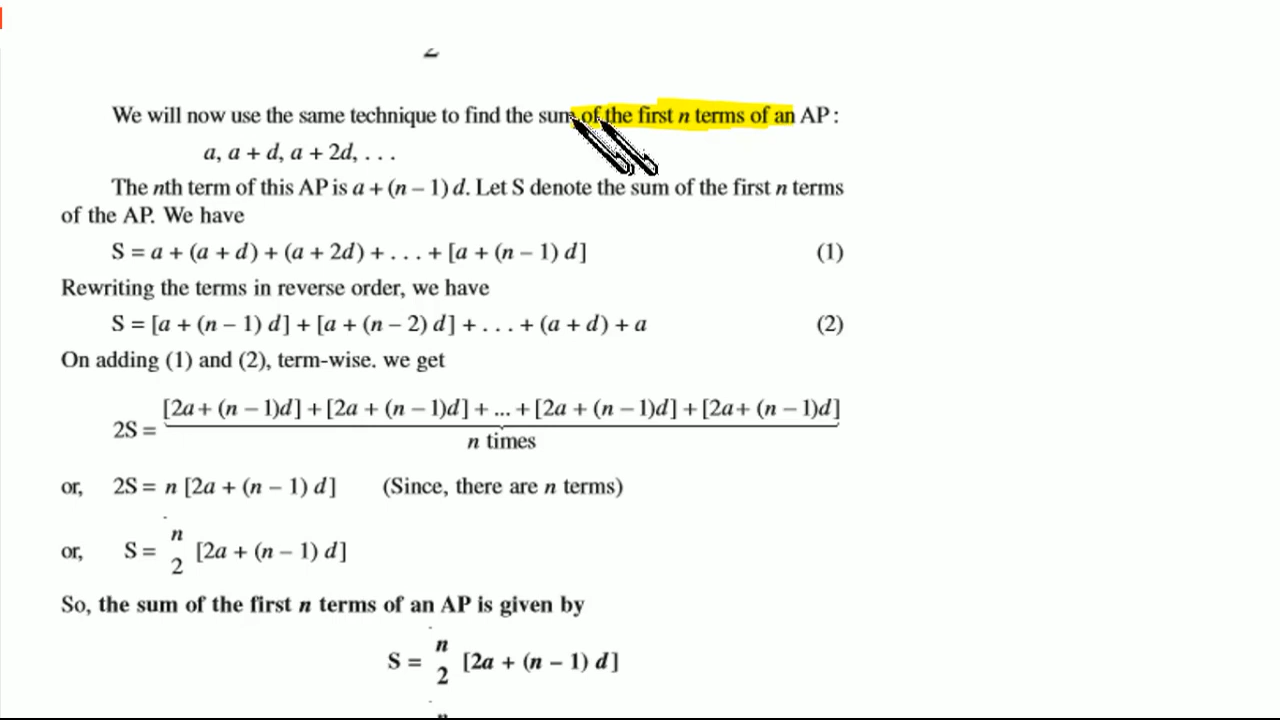 We will now use the same technique to find the sum of the first n terms of an AP :
a, a + d, a + 2d, . . .
The nth term of this AP is a + (n – 1) d. Let S denote the sum of the first n terms
of the AP. We have
S = a + (a + d) + (a + 2d) + . . . + [a + (n – 1) d] (1)
Rewriting the terms in reverse order, we have
S = [a + (n – 1) d] + [a + (n – 2) d] + . . . + (a + d) + a (2)
On adding (1) and (2), term-wise. we get
2S = [2a + (n – 1)d] + [2a + (n – 1)d] + ... + [2a + (n – 1)d] + [2a + (n – 1)d]
n times
or, 2S = n [2a + (n – 1) d] (Since, there are n terms)
or, S = n/2 [2a + (n – 1) d]
So, the sum of the first n terms of an AP is given by
S = n/2 [2a + (n – 1) d]